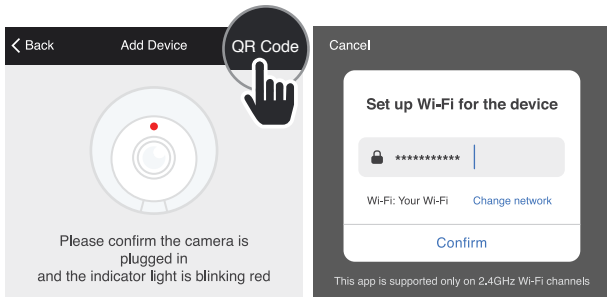 Back
Add Device
QR Code
Please confirm the camera is
plugged in
and the indicator light is blinking red
Cancel
Set up Wi-Fi for the device
***********
Wi-Fi: Your Wi-Fi
Change network
Confirm
This app is supported only on 2.4GHz Wi-Fi channels